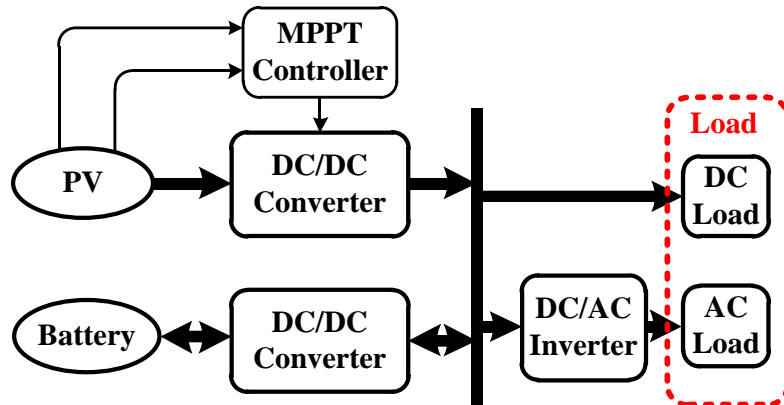 MPPT
Controller
Load
PV
DC/DC
Converter
DC
Load
Battery
DC/DC
Converter
DC/AC
Inverter
AC
Load